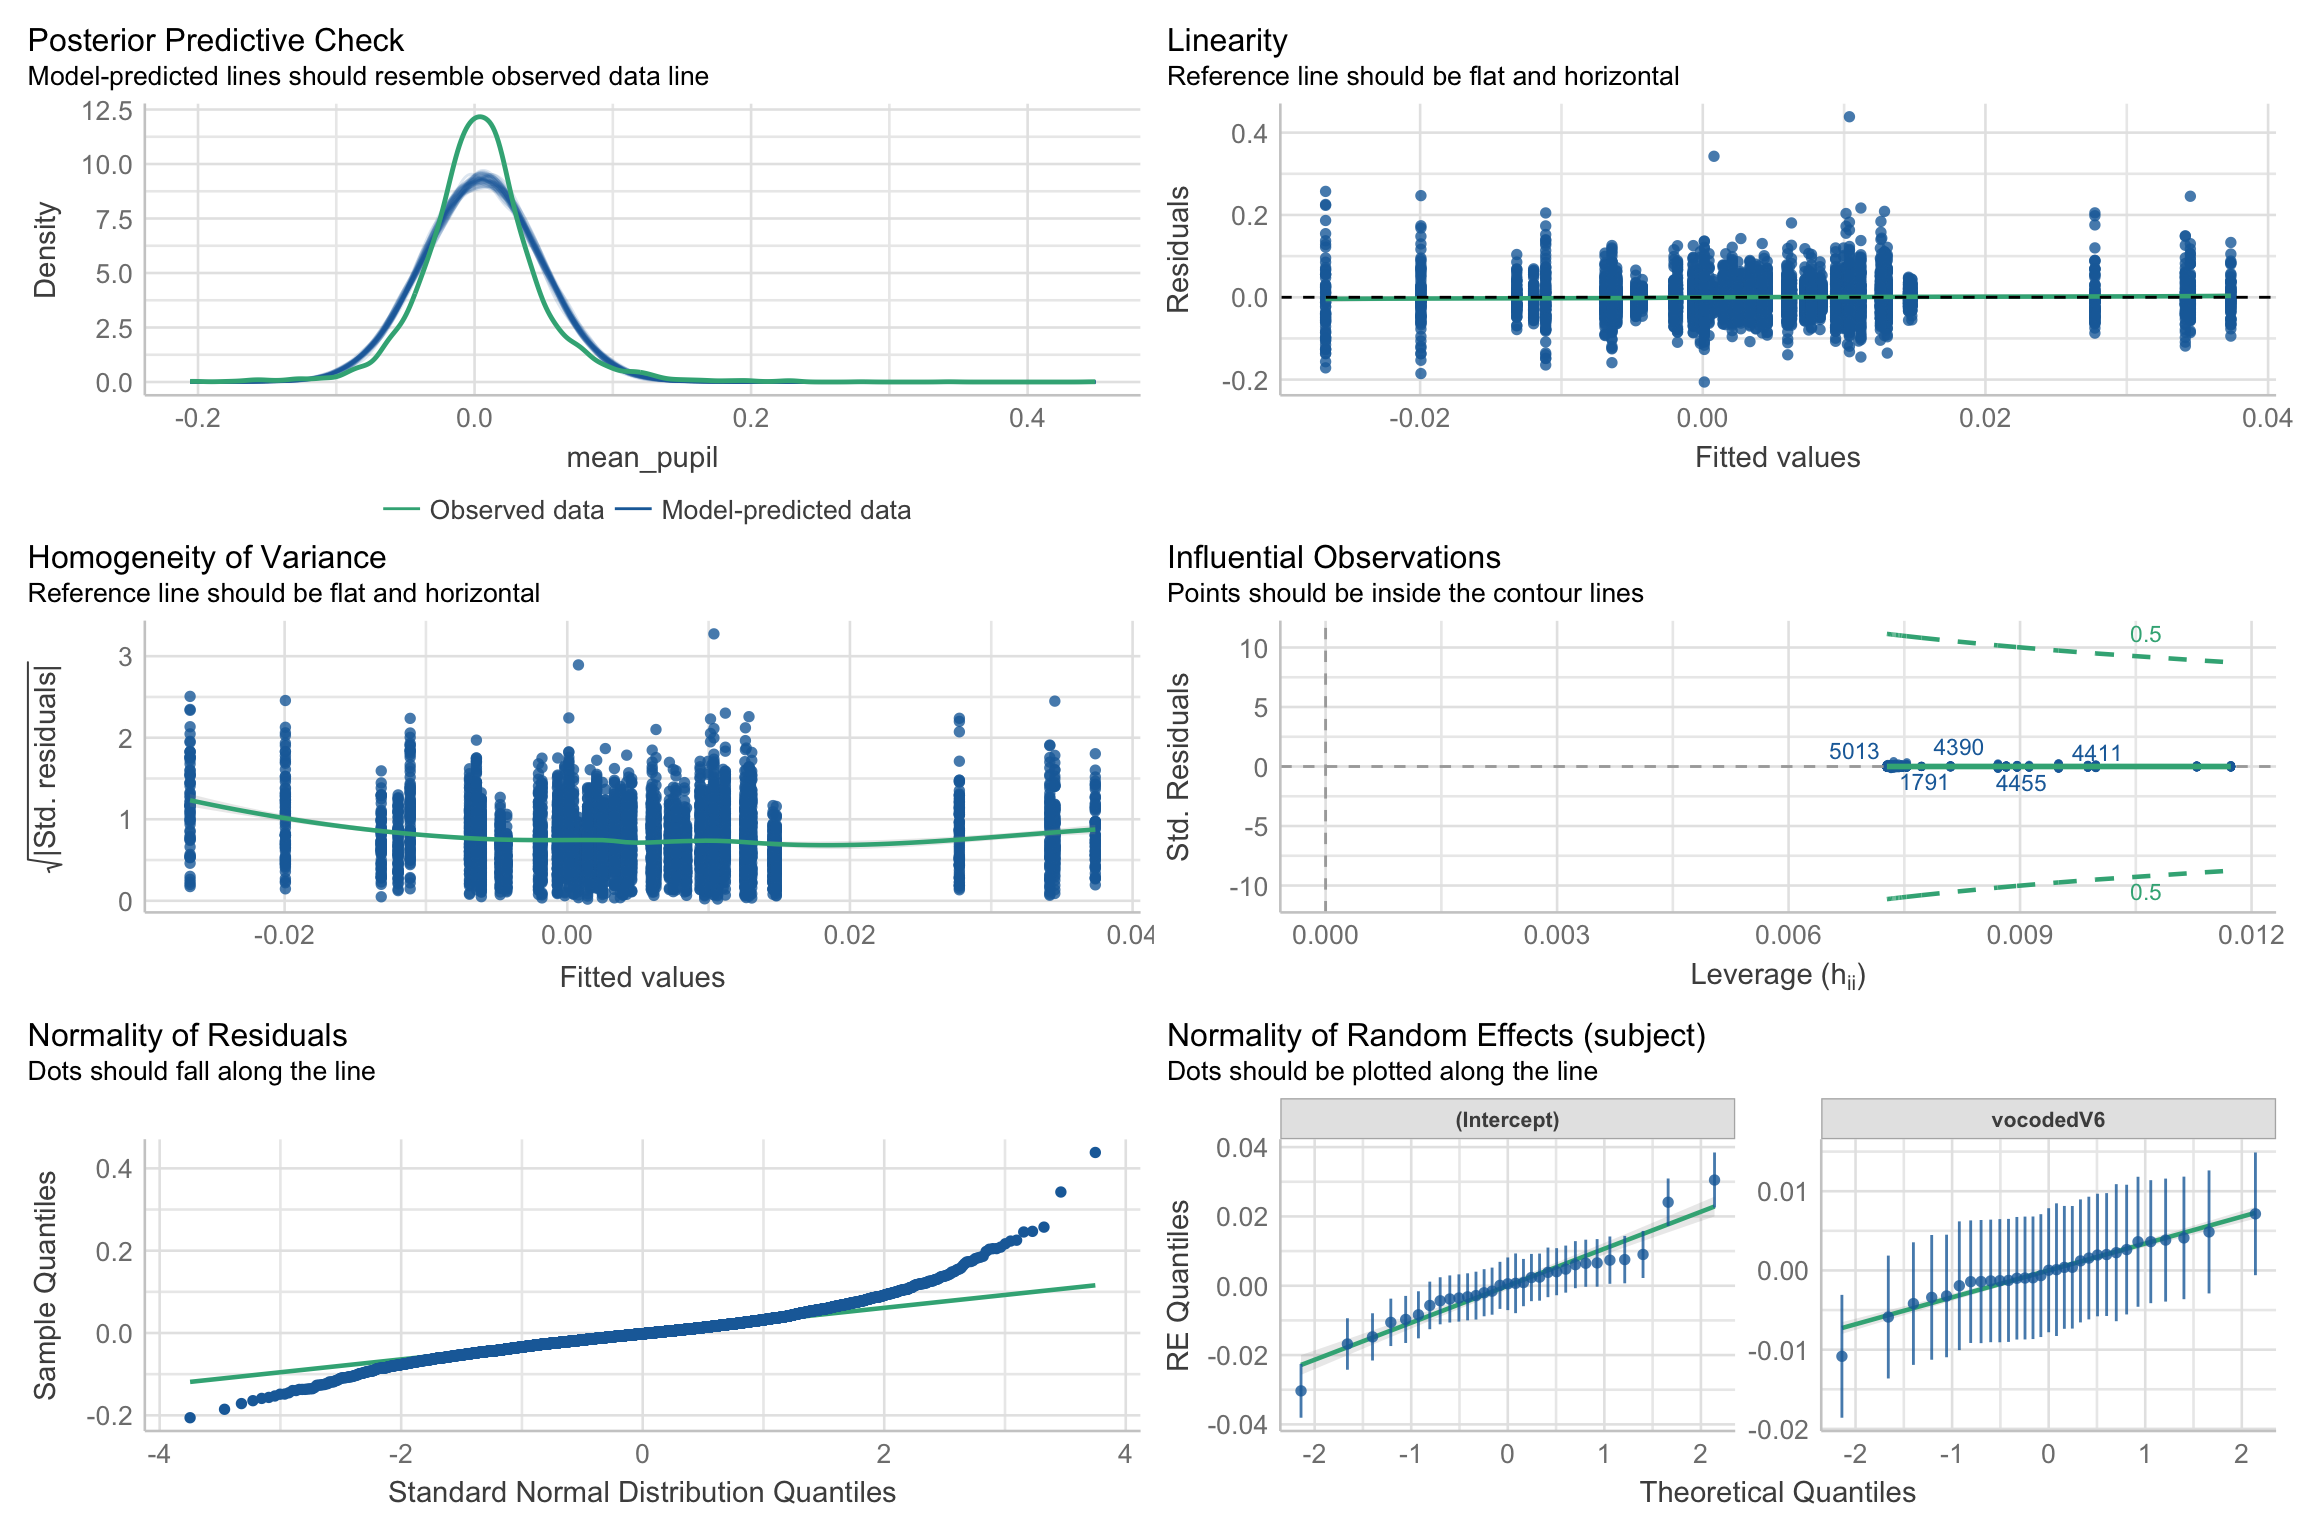 Posterior Predictive Check
Model-predicted lines should resemble observed data line
12.5
10.0
7.5
5.0
2.5
0.0
Density
-0.2
0.0
0.2
0.4
mean_pupil
Observed data
Model-predicted data
Linearity
Reference line should be flat and horizontal
0.4
0.2
0.0
-0.2
Residuals
-0.02
0.00
0.02
0.04
Fitted values
Homogeneity of Variance
Reference line should be flat and horizontal
3
2
1
0
√|Std. residuals|
-0.02
0.00
0.02
0.04
Fitted values
Influential Observations
Points should be inside the contour lines
10
5
0
-5
-10
Std. Residuals
0.5
5013
4390
4411
1791
4455
0.5
0.000
0.003
0.006
0.009
0.012
Leverage (hii)
Normality of Residuals
Dots should fall along the line
0.4
0.2
0.0
-0.2
Sample Quantiles
-4
-2
0
2
4
Standard Normal Distribution Quantiles
Normality of Random Effects (subject)
Dots should be plotted along the line
(Intercept)
vocodedV6
0.04
0.02
0.00
-0.02
-0.04
RE Quantiles
0.01
0.00
-0.01
-0.02
-2
-1
0
1
2
-2
-1
0
1
2
Theoretical Quantiles